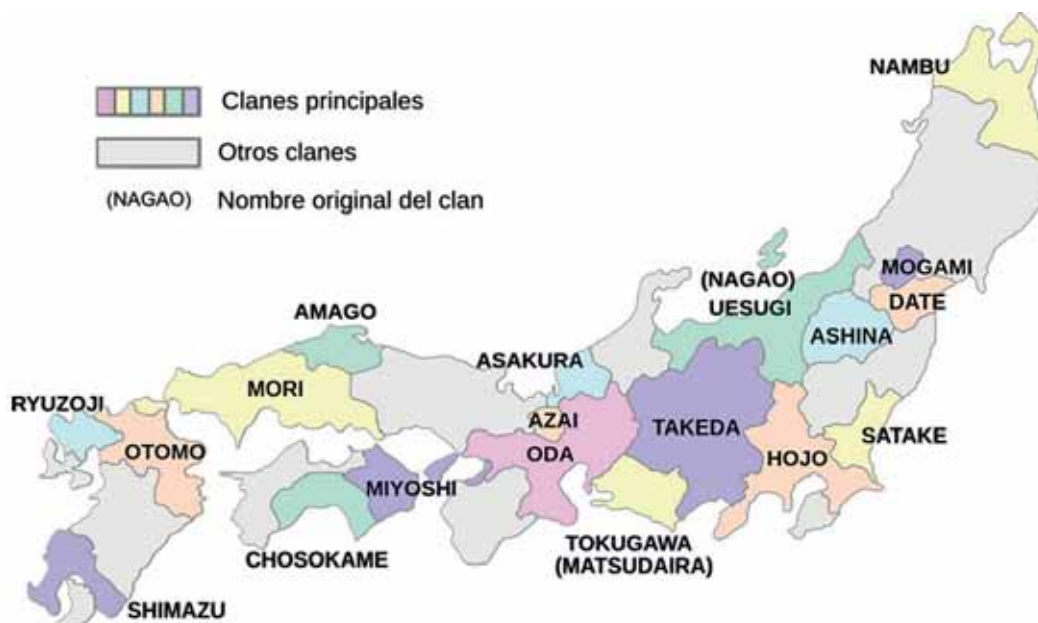 Clanes principales
Otros clanes
(NAGAO) Nombre original del clan
NAMBU
MOGAMI
DATE
(NAGAO)
UESUGI
ASHINA
AMAGO
ASAKURA
MORI
RYUZOJI
AZAI
TAKEDA
SATAKE
OTOMO
ODA
HOJO
MIYOSHI
CHOSOKAME
TOKUGAWA
(MATSUDAIRA)
SHIMAZU